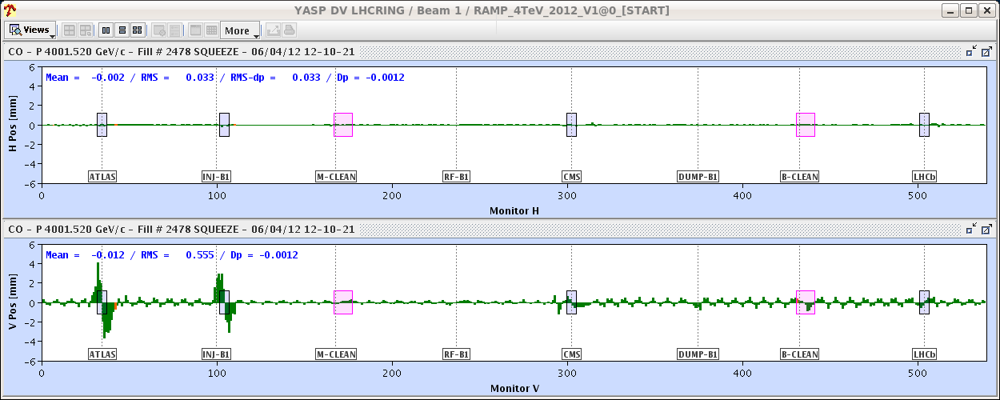 YASP DV LHCRING / Beam 1 / RAMP_4TeV_2012_V1@0_[START]
Views More
CO - P 4001.520 GeV/c - Fill # 2478 SQUEEZE - 06/04/12 12-10-21
Mean = -0.002 / RMS = 0.033 / RMS-dp = 0.033 / Dp = -0.0012
H Pos [mm]
6
4
2
0
-2
-4
-6
ATLAS INJ-B1 M-CLEAN RF-B1 CMS DUMP-B1 B-CLEAN LHCb
0 100 200 300 400 500
Monitor H
CO - P 4001.520 GeV/c - Fill # 2478 SQUEEZE - 06/04/12 12-10-21
Mean = -0.012 / RMS = 0.555 / Dp = -0.0012
V Pos [mm]
6
4
2
0
-2
-4
-6
ATLAS INJ-B1 M-CLEAN RF-B1 CMS DUMP-B1 B-CLEAN LHCb
0 100 200 300 400 500
Monitor V